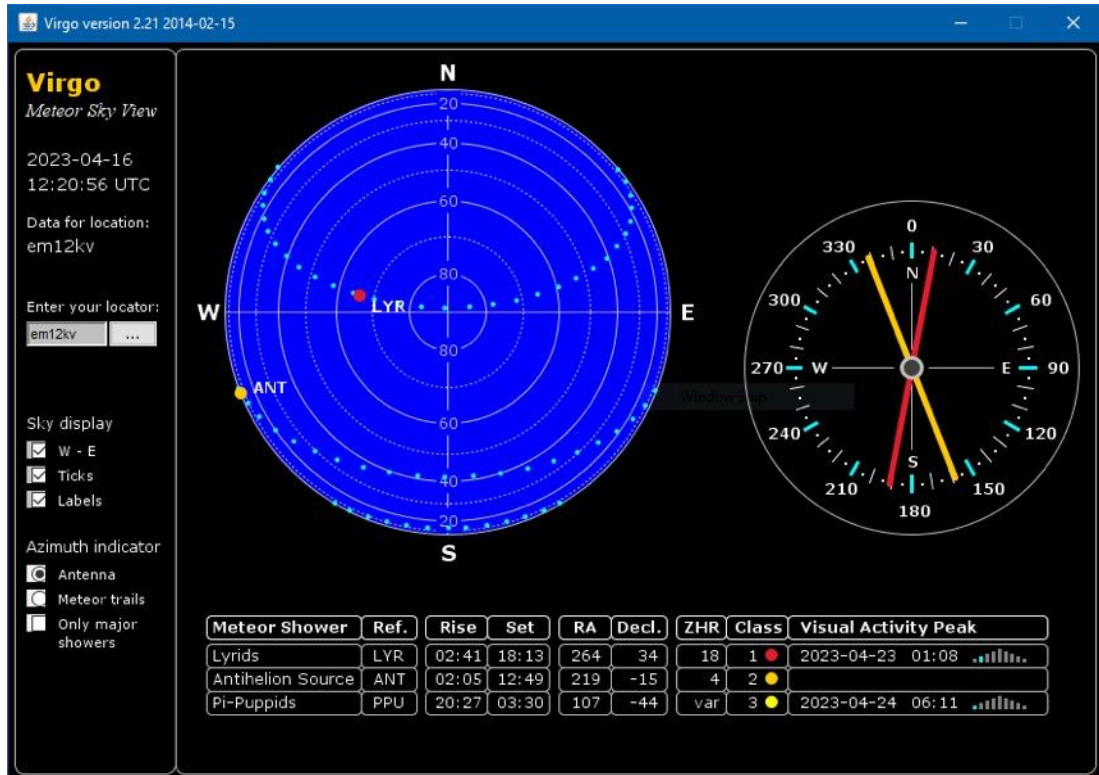 Virgo version 2.21 2014-02-15
Virgo
Meteor Sky View
2023-04-16
12:20:56 UTC
Data for location:
em12kv
Enter your locator:
em12kv ...
Sky display
W - E
Ticks
Labels
Azimuth indicator
Antenna
Meteor trails
Only major
showers
N
20
40
60
80
LYR
W
E
80
ANT
60
40
20
S
0
330 30
N
300 60
270 W E 90
240 120
S
210 150
180
Meteor Shower Ref. Rise Set RA Decl. ZHR Class Visual Activity Peak
Lyrids LYR 02:41 18:13 264 34 18 1 2023-04-23 01:08
Antihelion Source ANT 02:05 12:49 219 -15 4 2
Pi-Puppids PPU 20:27 03:30 107 -44 var 3 2023-04-24 06:11